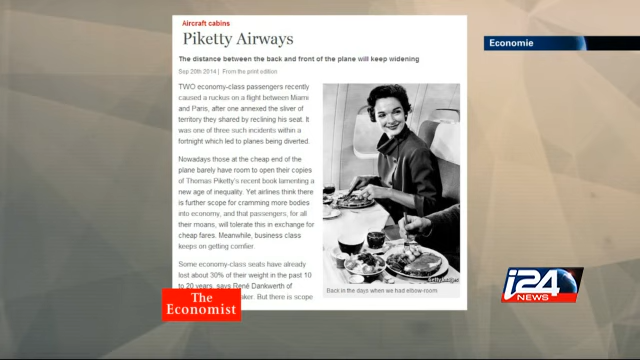 Aircraft cabins
Piketty Airways
The distance between the back and front of the plane will keep widening
Sep 20th 2014 | From the print edition
TWO economy-class passengers recently
caused a ruckus on a flight between Miami
and Paris, after one annexed the sliver of
territory they shared by reclining his seat. It
was one of three such incidents within a
fortnight which led to planes being diverted.
Nowadays those at the cheap end of the
plane barely have room to open their copies
of Thomas Piketty's recent book lamenting a
new age of inequality. Yet airlines think there
is further scope for cramming more bodies
into economy, and that passengers, for all
their moans, will tolerate this in exchange for
cheap fares. Meanwhile, business class
keeps on getting comfier.
Some economy-class seats have already
lost about 30% of their weight in the past 10
to 20 years, says René Dankwerth of
But there is scope
Getty Images
Back in the days when we had elbow-room
The
Economist
Economie
i24
NEWS